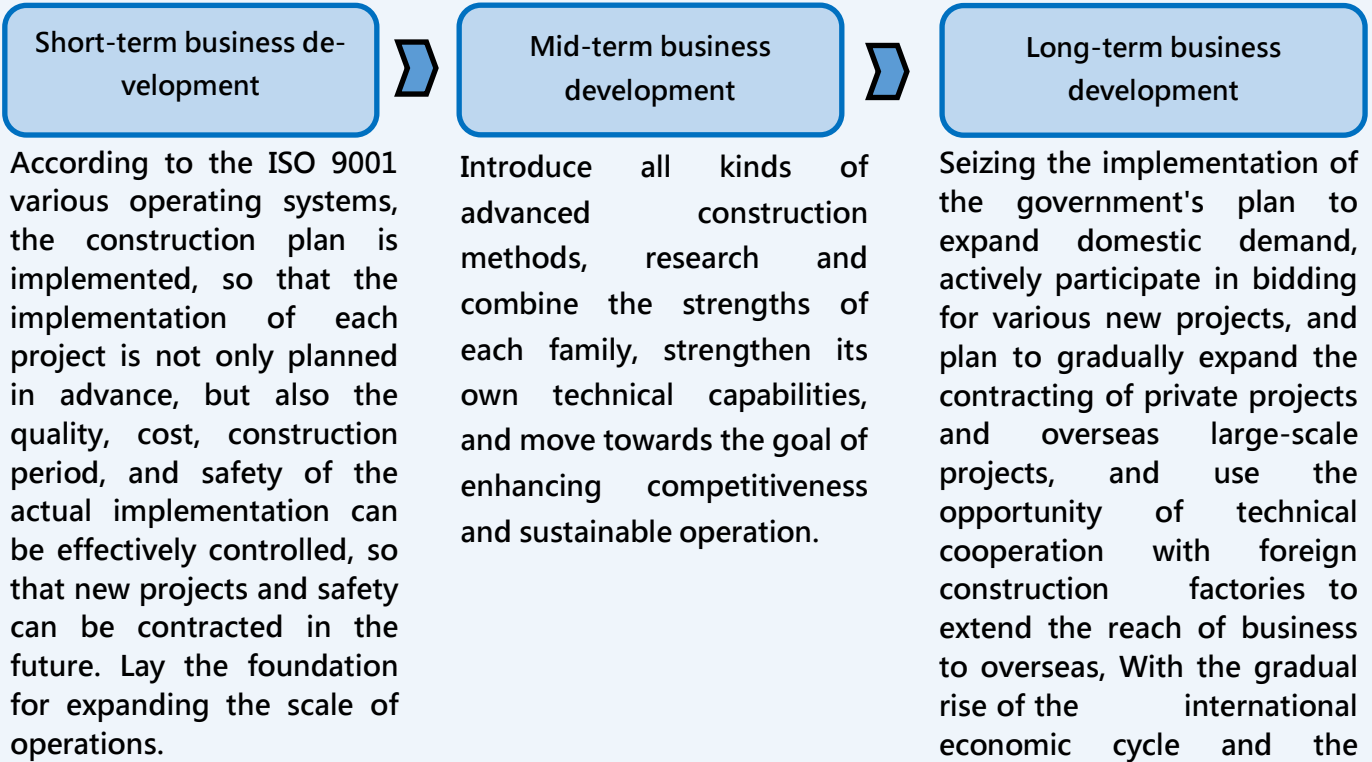 Short-term business de-
velopment
According to the ISO 9001
various operating systems,
the construction plan is
implemented, so that the
implementation of each
project is not only planned
in advance, but also the
quality, cost, construction
period, and safety of the
actual implementation can
be effectively controlled, so
that new projects and safety
can be contracted in the
future. Lay the foundation
for expanding the scale of
operations.
Mid-term business
development
Introduce all kinds of
advanced construction
methods, research and
combine the strengths of
each family, strengthen its
own technical capabilities,
and move towards the goal of
enhancing competitiveness
and sustainable operation.
Long-term business
development
Seizing the implementation of
the government's plan to
expand domestic demand,
actively participate in bidding
for various new projects, and
plan to gradually expand the
contracting of private projects
and overseas large-scale
projects, and use the
opportunity of technical
cooperation with foreign
construction factories to
extend the reach of business
to overseas, With the gradual
rise of the international
economic cycle and the